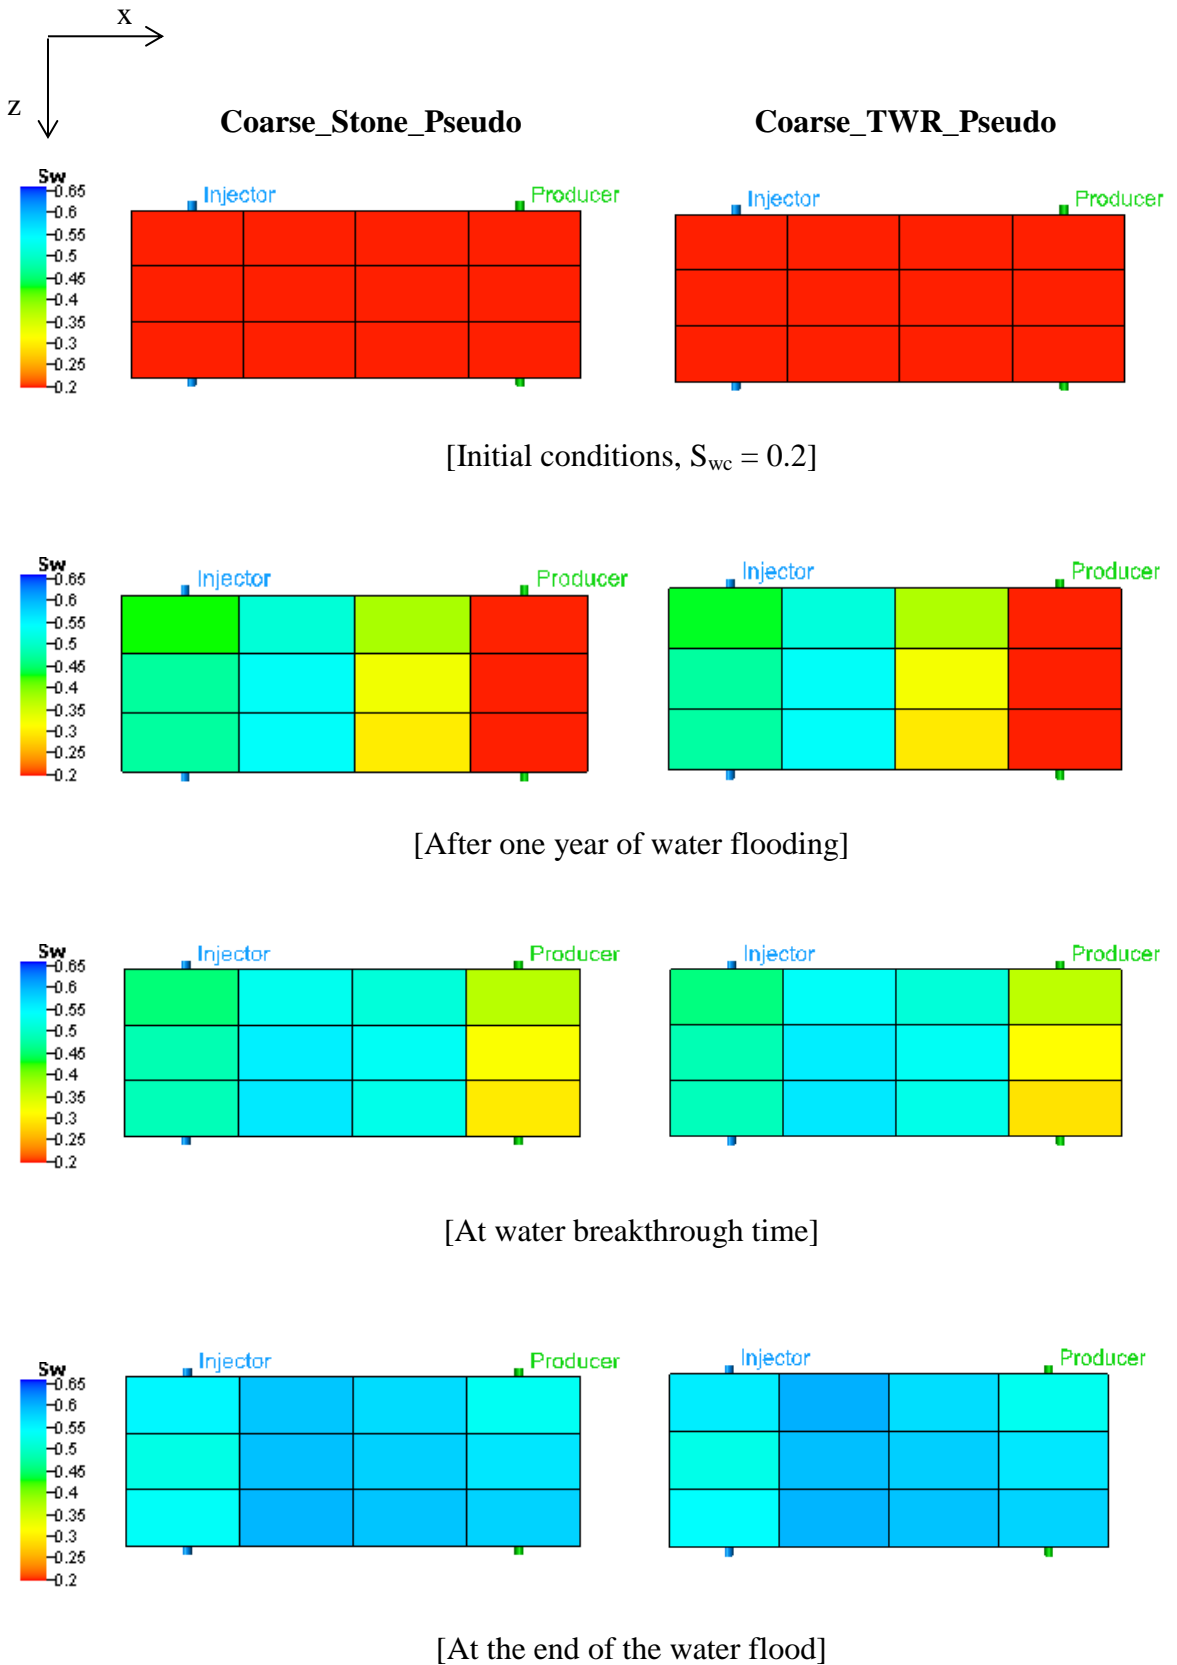 x
z
Coarse_Stone_Pseudo Coarse_TWR_Pseudo
Sw
0.65
0.6
0.55
0.5
0.45
0.4
0.35
0.3
0.25
0.2
Injector Producer
Injector Producer
[Initial conditions, Swc = 0.2]
Sw
0.65
0.6
0.55
0.5
0.45
0.4
0.35
0.3
0.25
0.2
Injector Producer
Injector Producer
[After one year of water flooding]
Sw
0.65
0.6
0.55
0.5
0.45
0.4
0.35
0.3
0.25
0.2
Injector Producer
Injector Producer
[At water breakthrough time]
Sw
0.65
0.6
0.55
0.5
0.45
0.4
0.35
0.3
0.25
0.2
Injector Producer
Injector Producer
[At the end of the water flood]